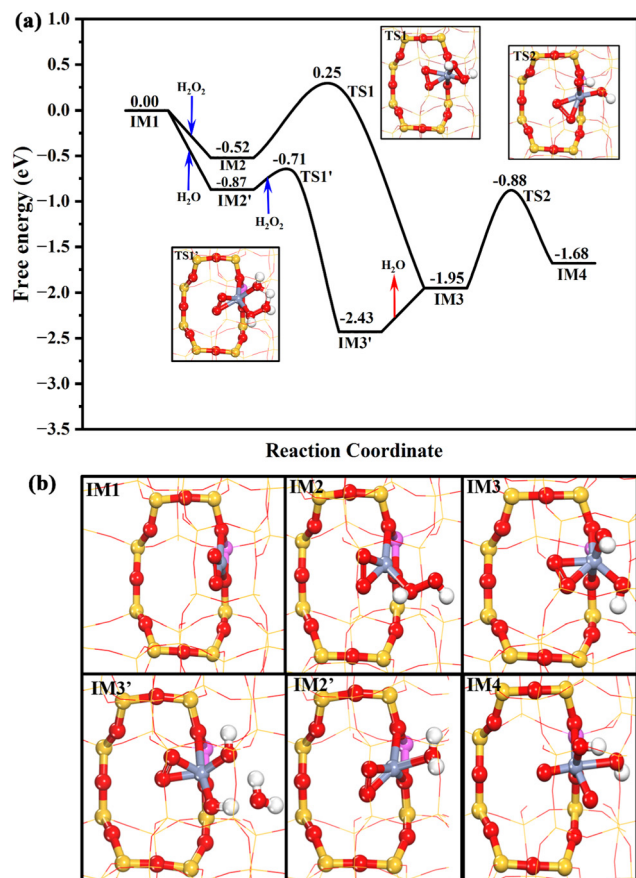 (a)
1.0
0.5
0.0
−0.5
−1.0
−1.5
−2.0
−2.5
−3.0
−3.5
Free energy (eV)
Reaction Coordinate
0.00
IM1
H₂O₂
-0.52
IM2
H₂O
-0.87
IM2'
-0.71
TS1'
H₂O₂
0.25
TS1
-2.43
IM3'
H₂O
-1.95
IM3
-0.88
TS2
-1.68
IM4
TS1
TS2
TS1'
(b)
IM1
IM2
IM3
IM3’
IM2’
IM4